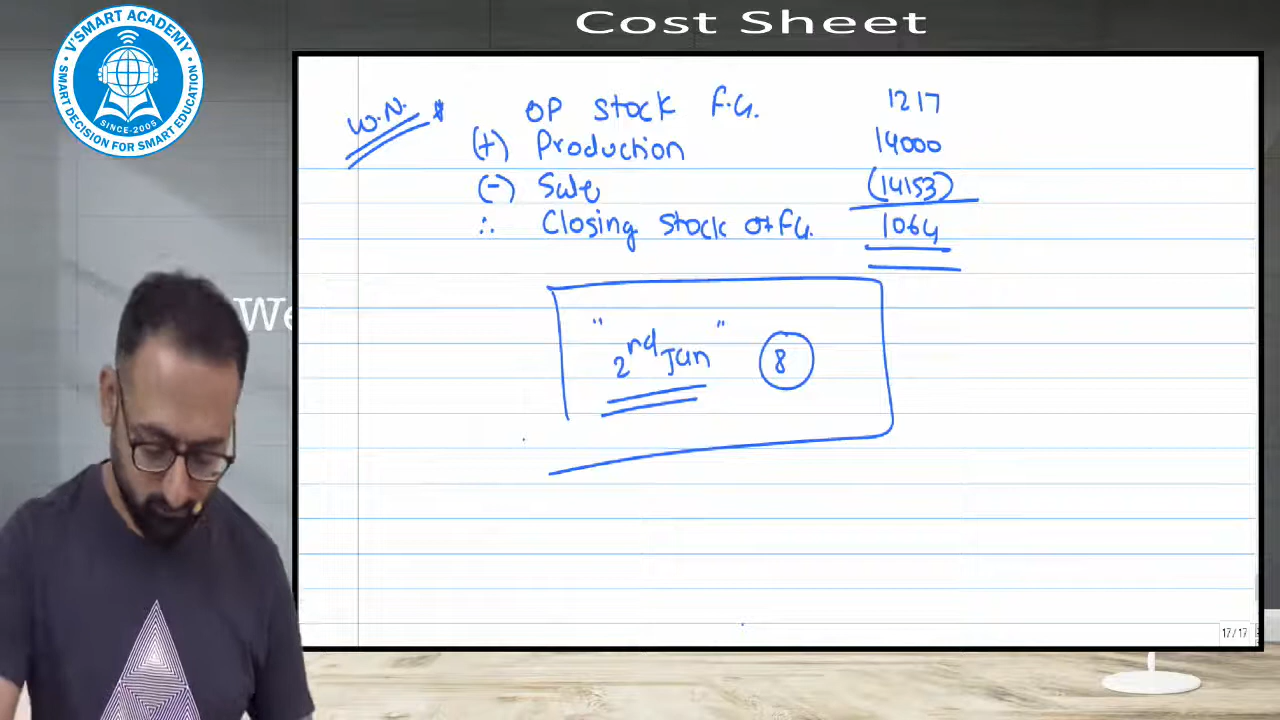 Cost Sheet
V'SMART ACADEMY
SINCE-2005
SMART DECISION FOR SMART EDUCATION
We
W.N.
OP Stock F.G. 1217
(+) Production 14000
(-) Sale (14153)
∴ Closing Stock of F.G. 1064
"2nd Jan" 8
17/17